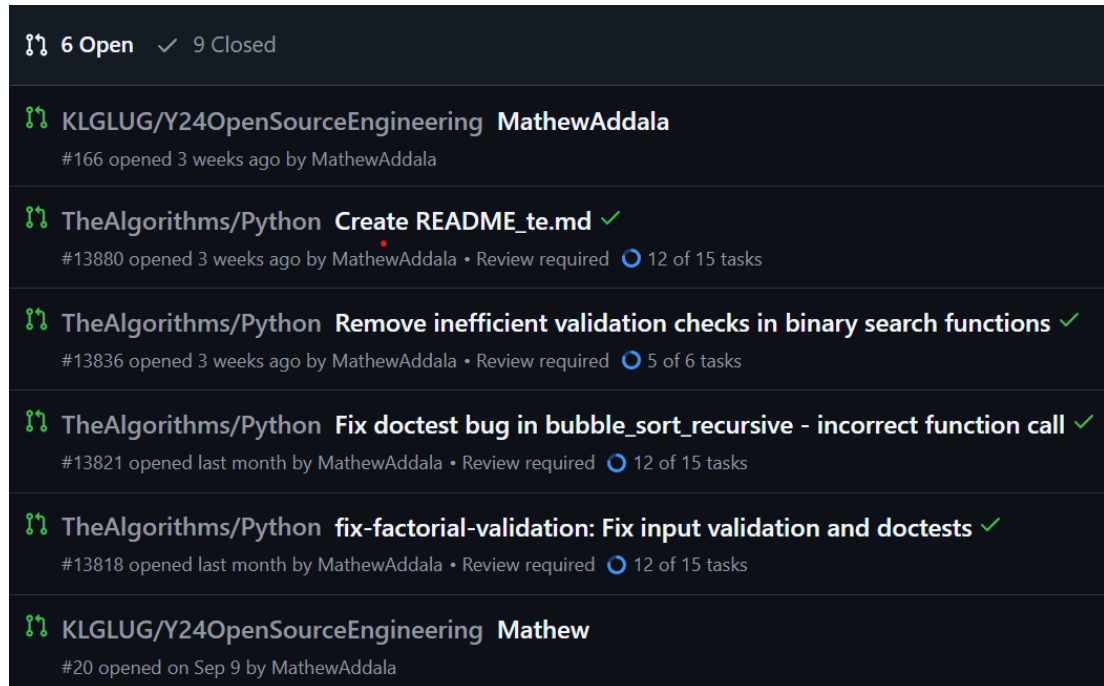 6 Open 9 Closed
KLGLUG/Y24OpenSourceEngineering MathewAddala
#166 opened 3 weeks ago by MathewAddala
TheAlgorithms/Python Create README_te.md
#13880 opened 3 weeks ago by MathewAddala • Review required 12 of 15 tasks
TheAlgorithms/Python Remove inefficient validation checks in binary search functions
#13836 opened 3 weeks ago by MathewAddala • Review required 5 of 6 tasks
TheAlgorithms/Python Fix doctest bug in bubble_sort_recursive - incorrect function call
#13821 opened last month by MathewAddala • Review required 12 of 15 tasks
TheAlgorithms/Python fix-factorial-validation: Fix input validation and doctests
#13818 opened last month by MathewAddala • Review required 12 of 15 tasks
KLGLUG/Y24OpenSourceEngineering Mathew
#20 opened on Sep 9 by MathewAddala